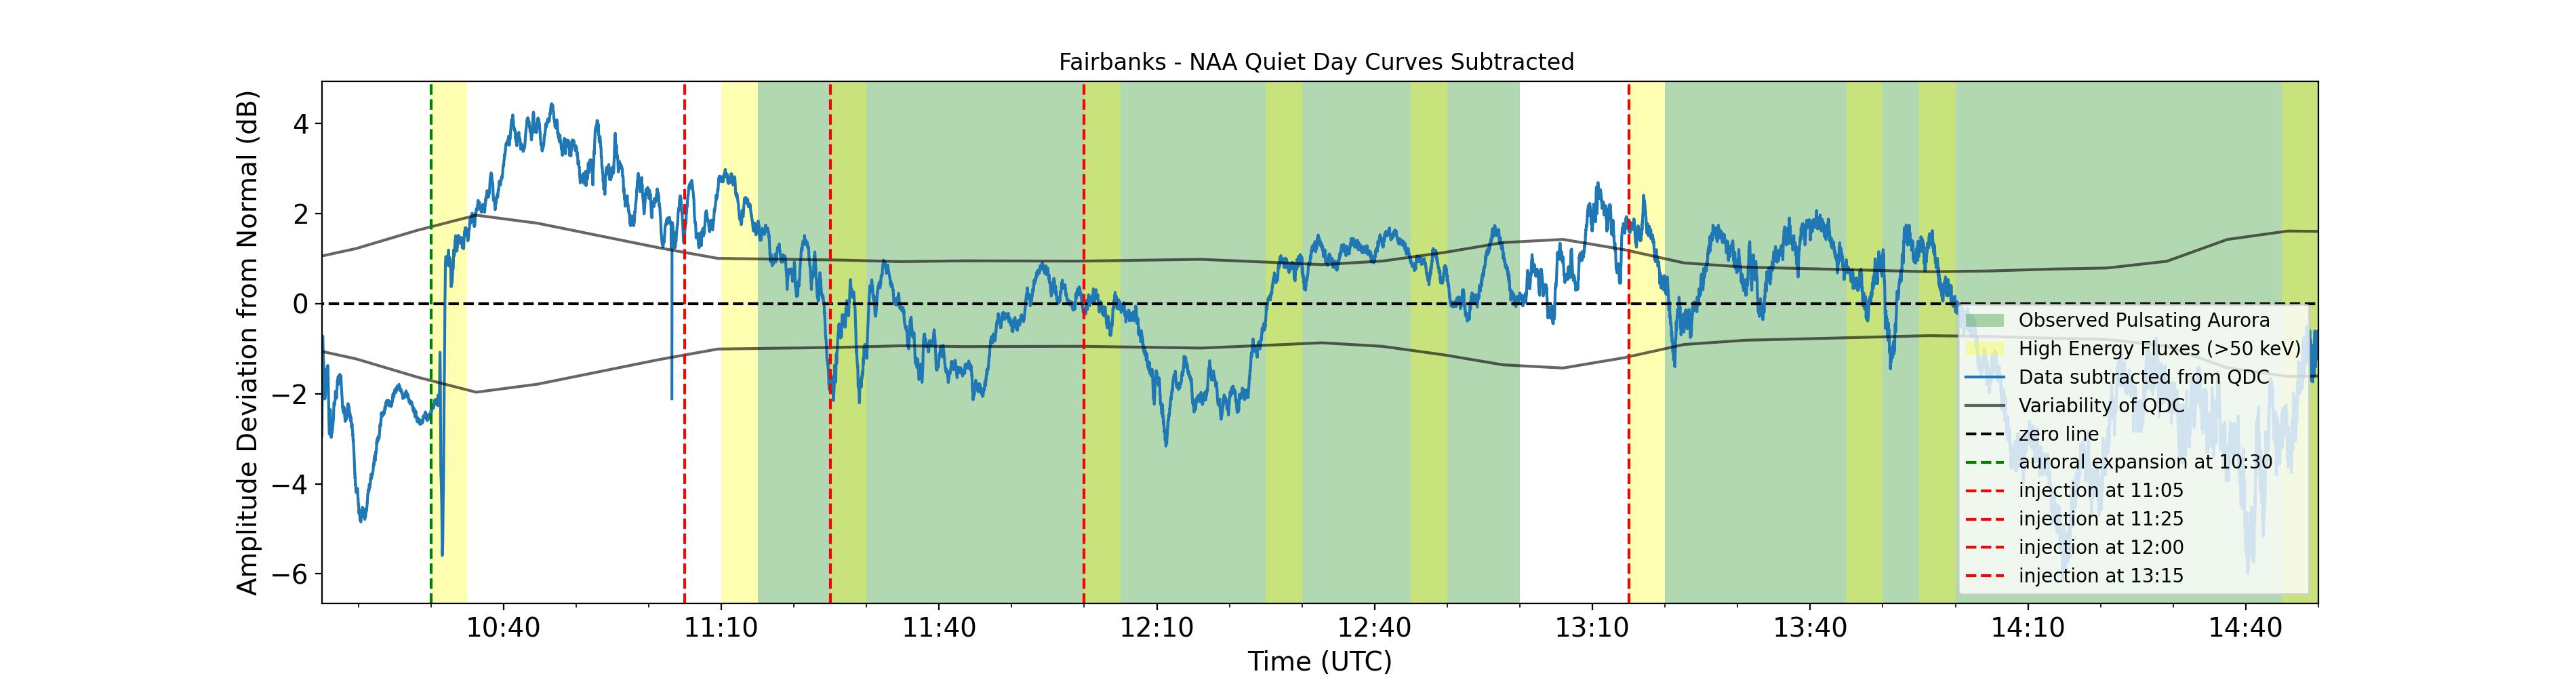 Fairbanks - NAA Quiet Day Curves Subtracted
Amplitude Deviation from Normal (dB)
4
2
0
−2
−4
−6
Observed Pulsating Aurora
High Energy Fluxes (>50 keV)
Data subtracted from QDC
Variability of QDC
zero line
auroral expansion at 10:30
injection at 11:05
injection at 11:25
injection at 12:00
injection at 13:15
10:40 11:10 11:40 12:10 12:40 13:10 13:40 14:10 14:40
Time (UTC)